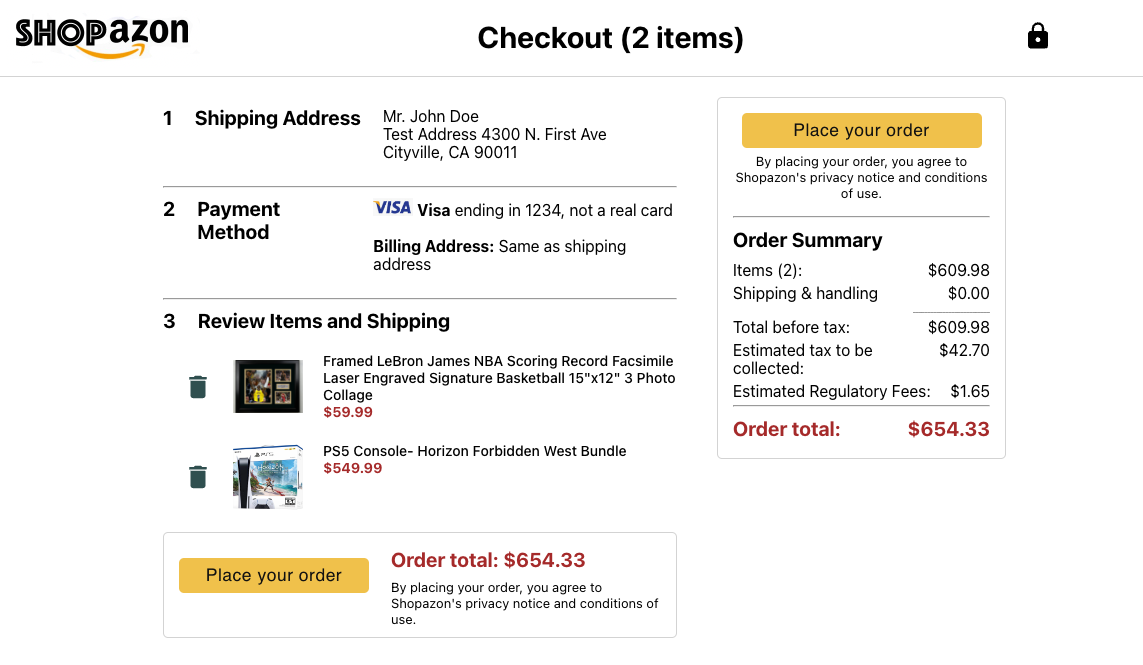 SHOPazon
Checkout (2 items)
1 Shipping Address
Mr. John Doe
Test Address 4300 N. First Ave
Cityville, CA 90011
2 Payment
Method
VISA Visa ending in 1234, not a real card
Billing Address: Same as shipping
address
3 Review Items and Shipping
Framed LeBron James NBA Scoring Record Facsimile
Laser Engraved Signature Basketball 15"x12" 3 Photo
Collage
$59.99
PS5 Console- Horizon Forbidden West Bundle
$549.99
Place your order
Order total: $654.33
By placing your order, you agree to
Shopazon's privacy notice and conditions of
use.
Place your order
By placing your order, you agree to
Shopazon's privacy notice and conditions
of use.
Order Summary
Items (2): $609.98
Shipping & handling $0.00
Total before tax: $609.98
Estimated tax to be $42.70
collected:
Estimated Regulatory Fees: $1.65
Order total: $654.33